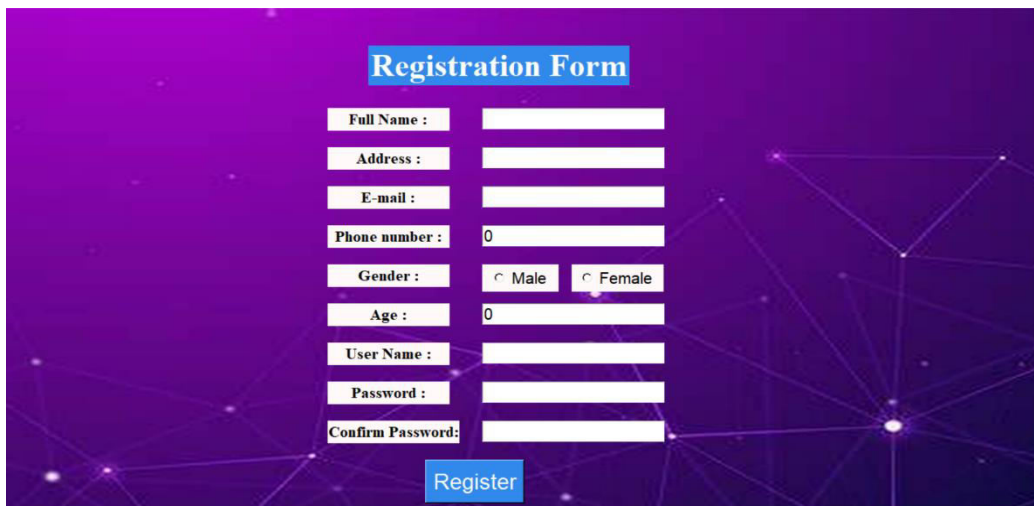 Registration Form
Full Name :
Address :
E-mail :
Phone number : 0
Gender : Male Female
Age : 0
User Name :
Password :
Confirm Password:
Register